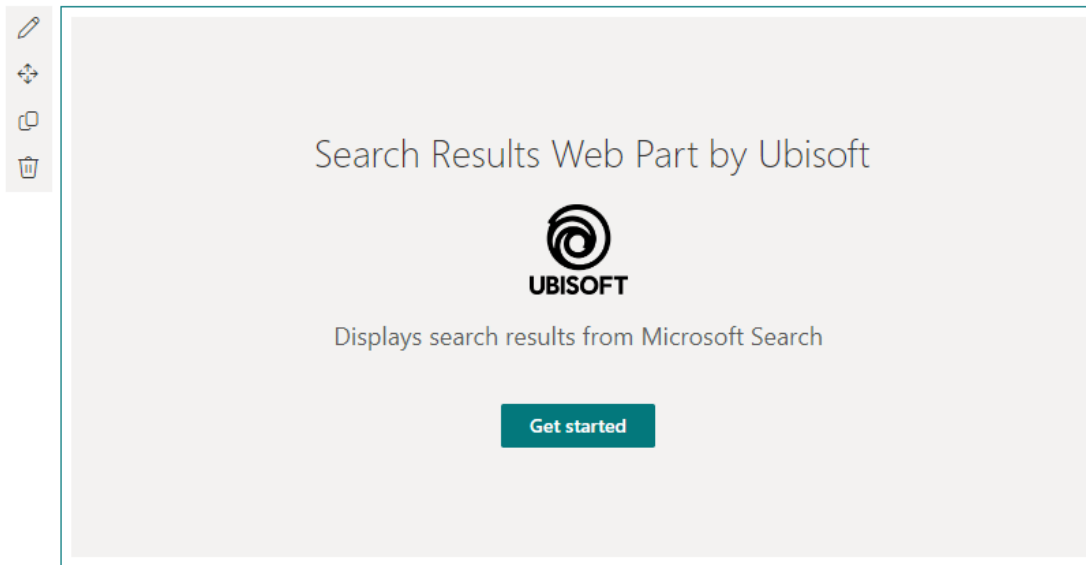 Search Results Web Part by Ubisoft
UBISOFT
Displays search results from Microsoft Search
Get started